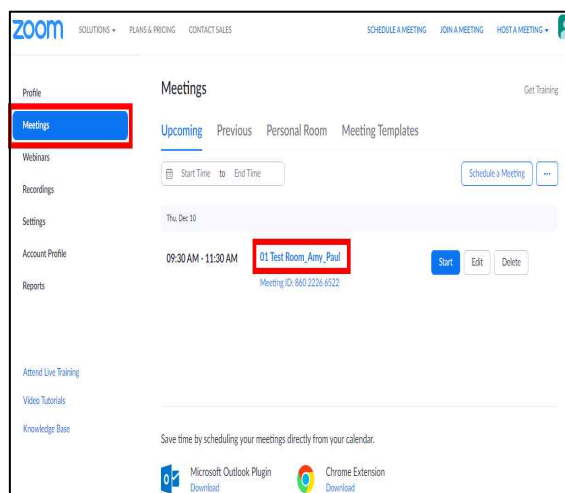 zoom SOLUTIONS PLANS & PRICING CONTACT SALES SCHEDULE A MEETING JOIN A MEETING HOST A MEETING
Profile
Meetings
Webinars
Recordings
Settings
Account Profile
Reports
Attend Live Training
Video Tutorials
Knowledge Base
Meetings Get Training
Upcoming Previous Personal Room Meeting Templates
Start Time to End Time Schedule a Meeting ...
Thu, Dec 10
09:30 AM - 11:30 AM 01 Test Room_Amy_Paul Start Edit Delete
Meeting ID: 860 2226 6522
Save time by scheduling your meetings directly from your calendar.
Microsoft Outlook Plugin Chrome Extension
Download Download